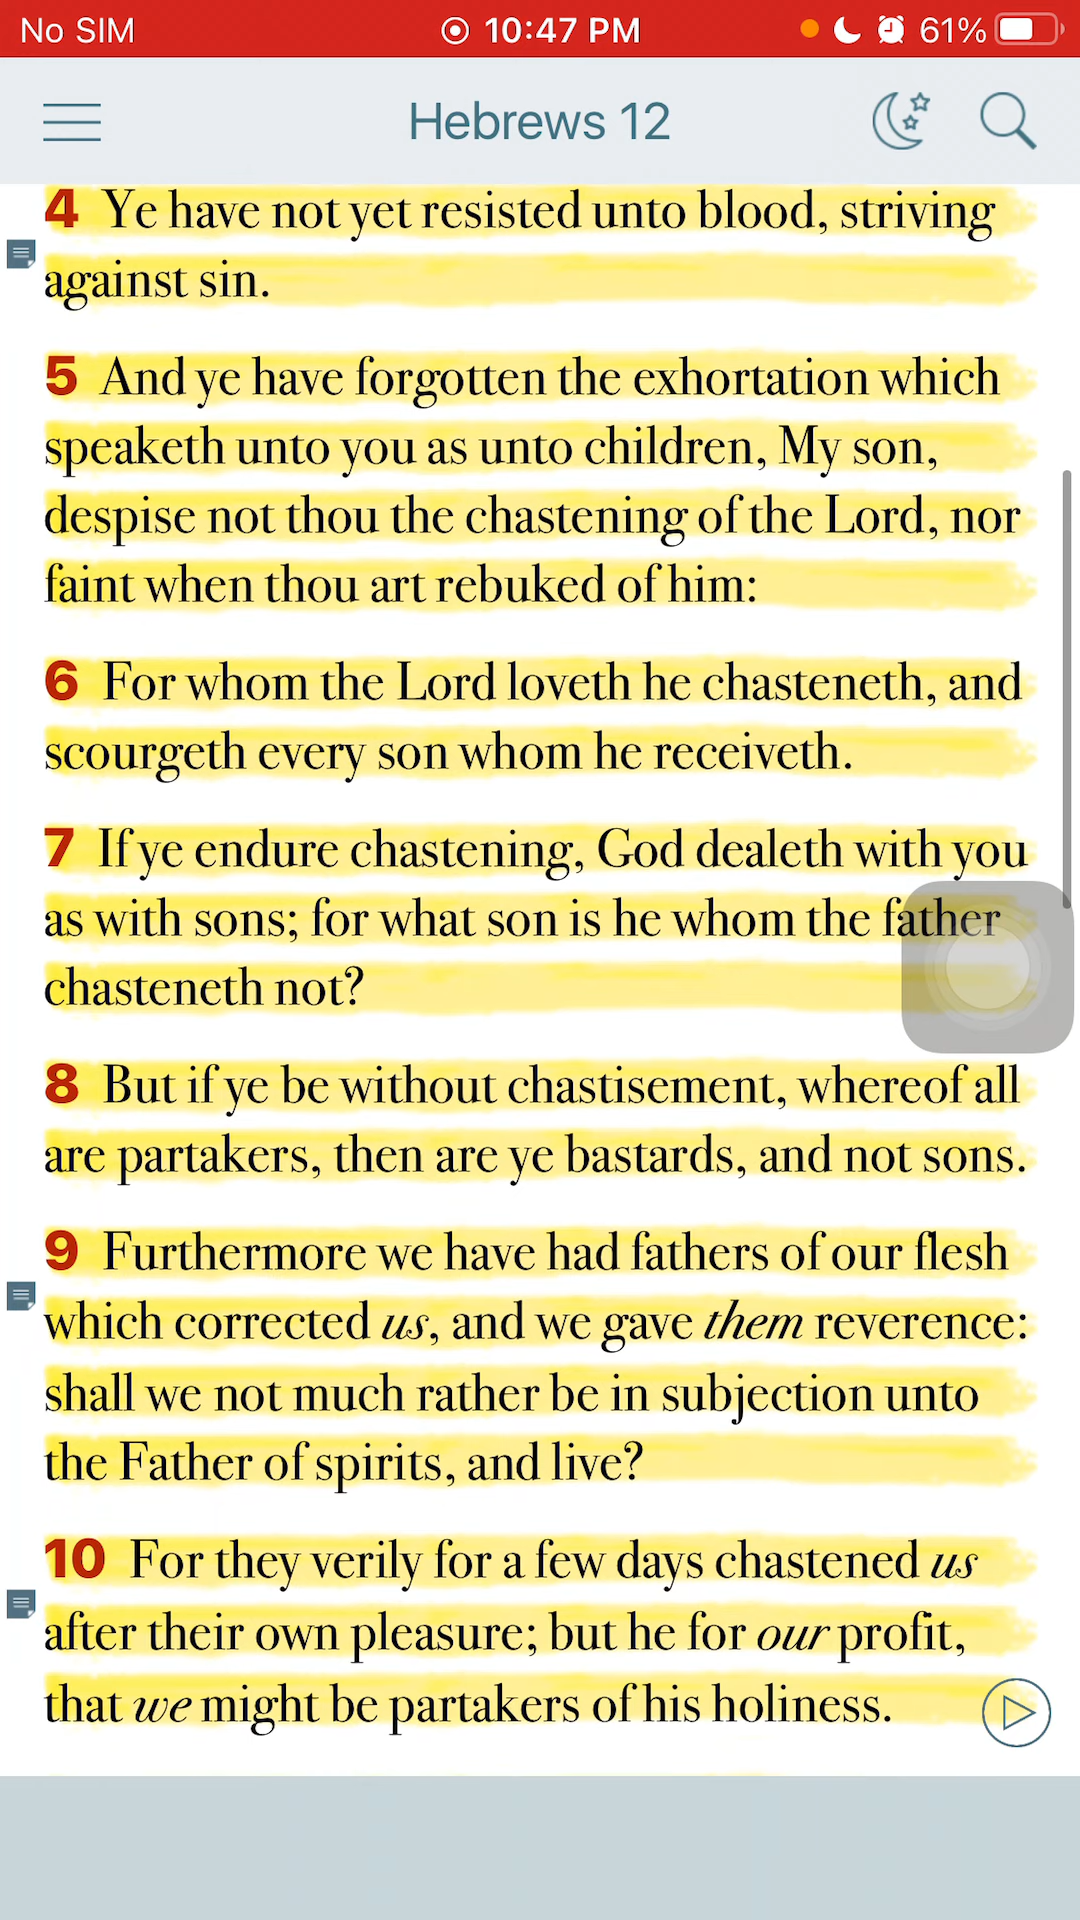 No SIM 10:47 PM 61%
Hebrews 12
4 Ye have not yet resisted unto blood, striving
against sin.
5 And ye have forgotten the exhortation which
speaketh unto you as unto children, My son,
despise not thou the chastening of the Lord, nor
faint when thou art rebuked of him:
6 For whom the Lord loveth he chasteneth, and
scourgeth every son whom he receiveth.
7 If ye endure chastening, God dealeth with you
as with sons; for what son is he whom the father
chasteneth not?
8 But if ye be without chastisement, whereof all
are partakers, then are ye bastards, and not sons.
9 Furthermore we have had fathers of our flesh
which corrected us, and we gave them reverence:
shall we not much rather be in subjection unto
the Father of spirits, and live?
10 For they verily for a few days chastened us
after their own pleasure; but he for our profit,
that we might be partakers of his holiness.